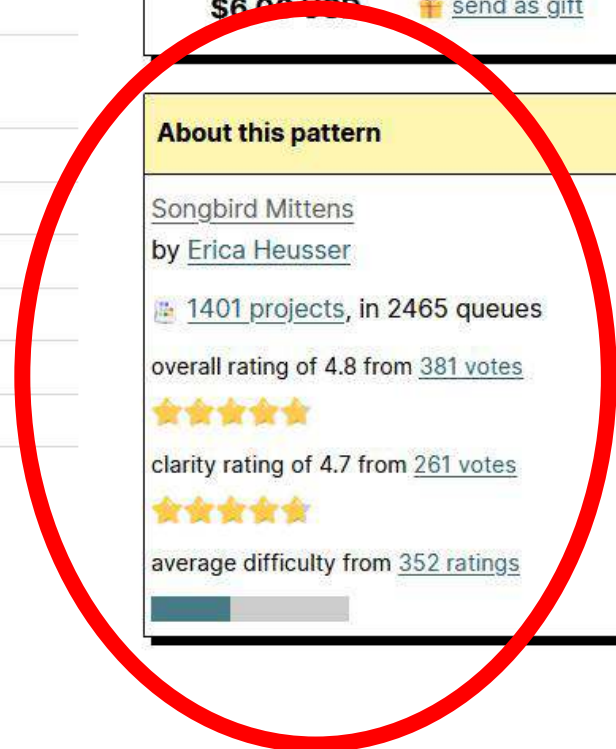 send as gift
About this pattern
Songbird Mittens
by Erica Heusser
1401 projects, in 2465 queues
overall rating of 4.8 from 381 votes
clarity rating of 4.7 from 261 votes
average difficulty from 352 ratings